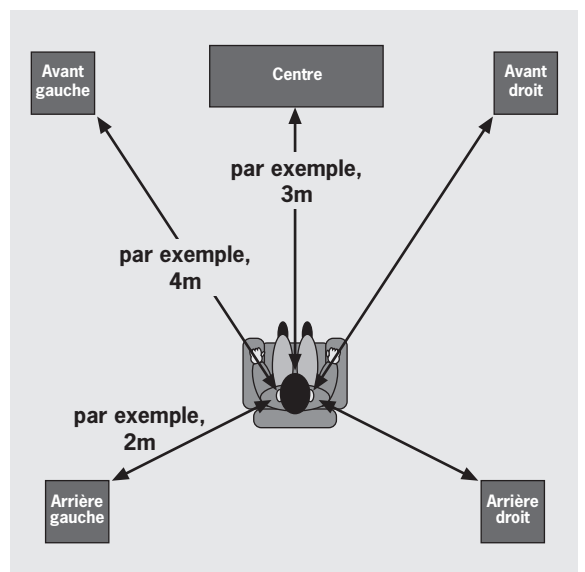 Avant
gauche
Centre
Avant
droit
par exemple,
3m
par exemple,
4m
par exemple,
2m
Arrière
gauche
Arrière
droit